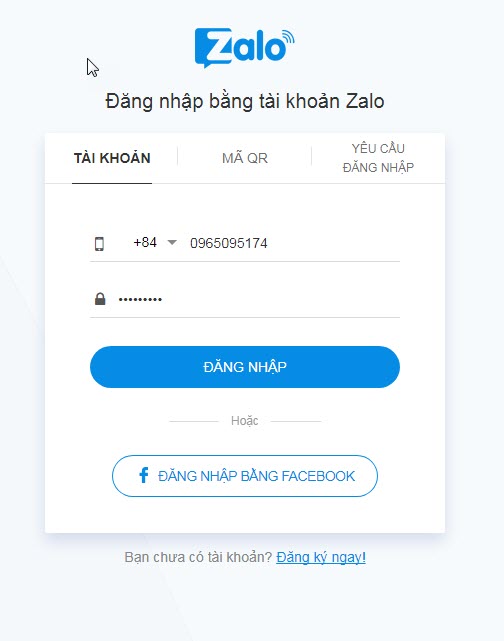 Zalo
Đăng nhập bằng tài khoản Zalo
TÀI KHOẢN MÃ QR YÊU CẦU
ĐĂNG NHẬP
+84 0965095174
•••••••••
ĐĂNG NHẬP
Hoặc
f ĐĂNG NHẬP BẰNG FACEBOOK
Bạn chưa có tài khoản? Đăng ký ngay!